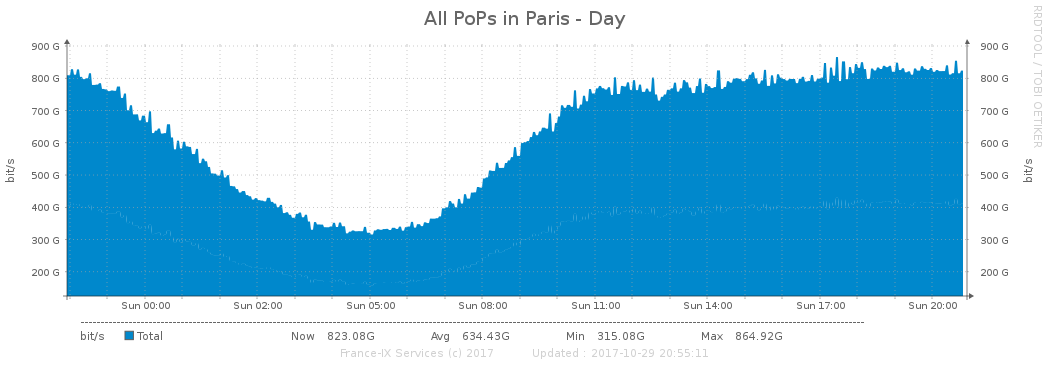 All PoPs in Paris - Day
RRDTOOL / TOBI OETIKER
bit/s
bit/s
900 G 900 G
800 G 800 G
700 G 700 G
600 G 600 G
500 G 500 G
400 G 400 G
300 G 300 G
200 G 200 G
Sun 00:00 Sun 02:00 Sun 05:00 Sun 08:00 Sun 11:00 Sun 14:00 Sun 17:00 Sun 20:00
bit/s Total Now 823.08G Avg 634.43G Min 315.08G Max 864.92G
France-IX Services (c) 2017 Updated : 2017-10-29 20:55:11